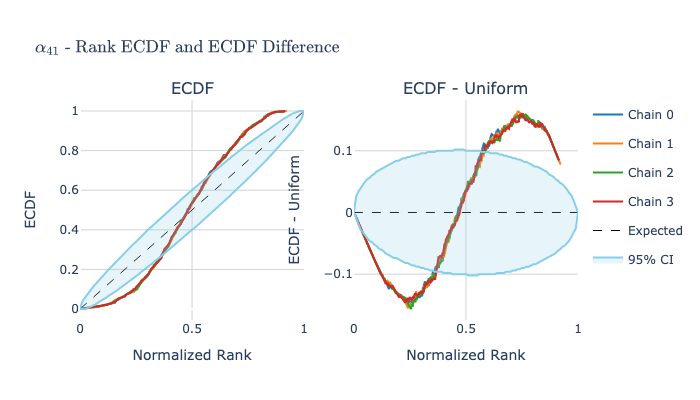 α₄₁ - Rank ECDF and ECDF Difference
ECDF
ECDF - Uniform
1
0.8
0.6
0.4
0.2
0
ECDF
0
0.5
1
Normalized Rank
0.1
0
−0.1
ECDF - Uniform
0
0.5
1
Normalized Rank
Chain 0
Chain 1
Chain 2
Chain 3
Expected
95% CI